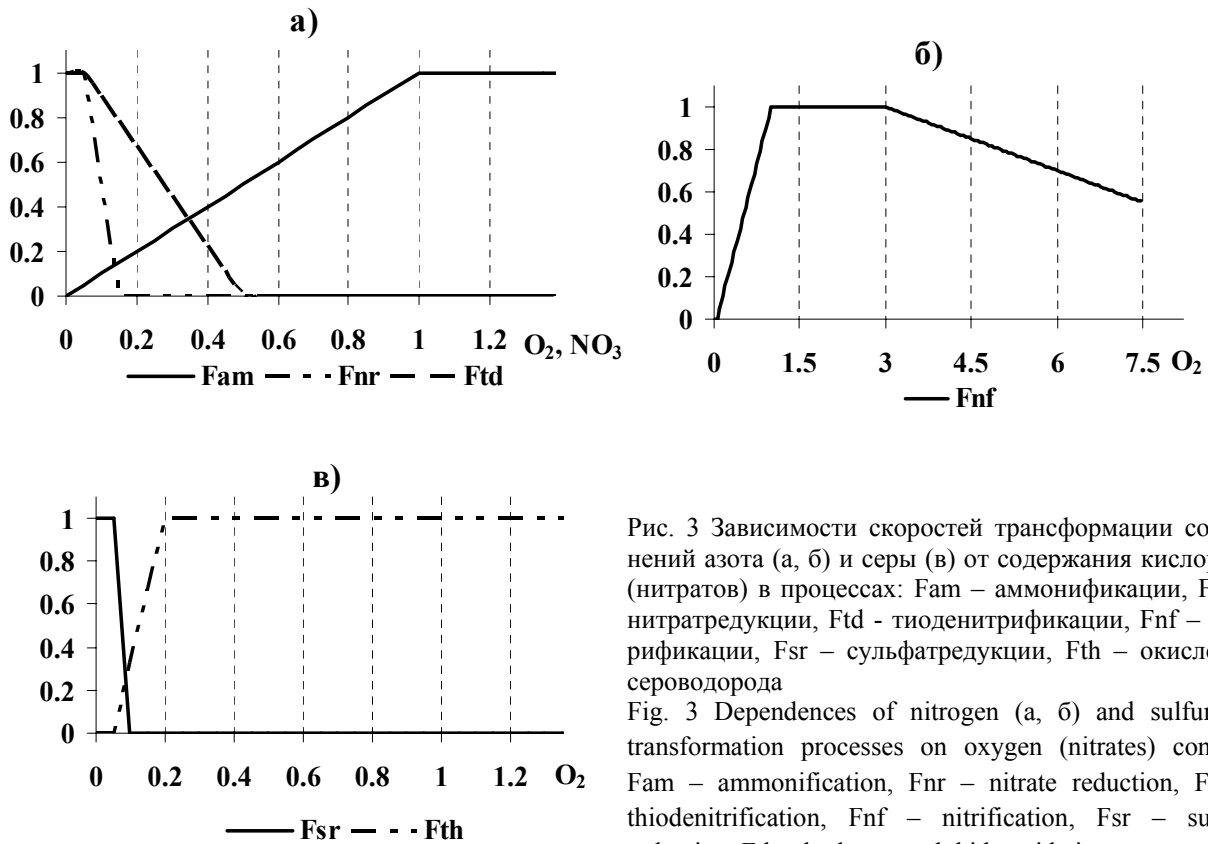 а)
1
0.8
0.6
0.4
0.2
0
0 0.2 0.4 0.6 0.8 1 1.2 O₂, NO₃
Fam Fnr Ftd
б)
1
0.8
0.6
0.4
0.2
0
0 1.5 3 4.5 6 7.5 O₂
Fnf
в)
1
0.8
0.6
0.4
0.2
0
0 0.2 0.4 0.6 0.8 1 1.2 O₂
Fsr Fth
Рис. 3 Зависимости скоростей трансформации со
нений азота (а, б) и серы (в) от содержания кисло
(нитратов) в процессах: Fam – аммонификации, F
нитратредукции, Ftd - тиоденитрификации, Fnf –
рификации, Fsr – сульфатредукции, Fth – окисл
сероводорода
Fig. 3 Dependences of nitrogen (а, б) and sulfur
transformation processes on oxygen (nitrates) con
Fam – ammonification, Fnr – nitrate reduction, F
thiodenitrification, Fnf – nitrification, Fsr – su